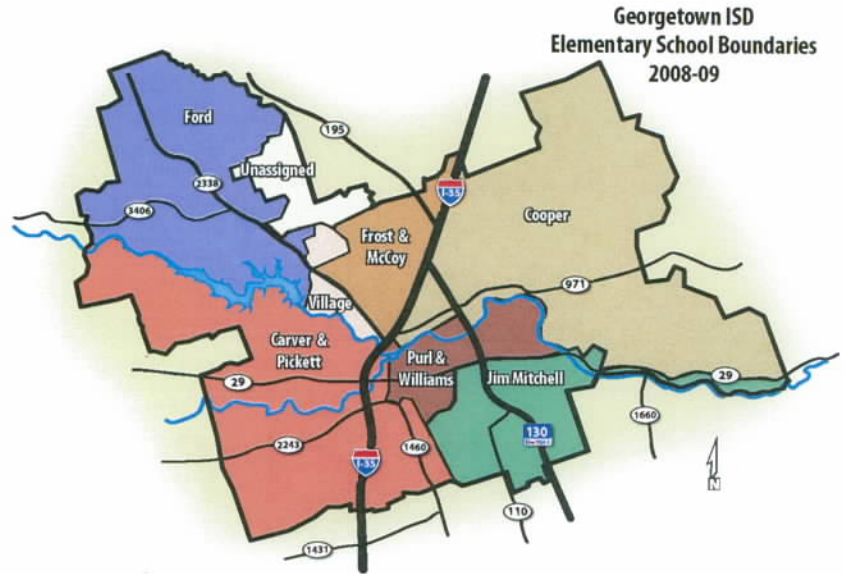 Georgetown ISD
Elementary School Boundaries
2008-09
Ford
195
Unassigned
2338
I-35
3406
Cooper
Frost &
McCoy
971
Village
Carver &
Pickett
Purl &
Williams
Jim Mitchell
29
29
1660
2243
1460
130
I-35
N
110
1431